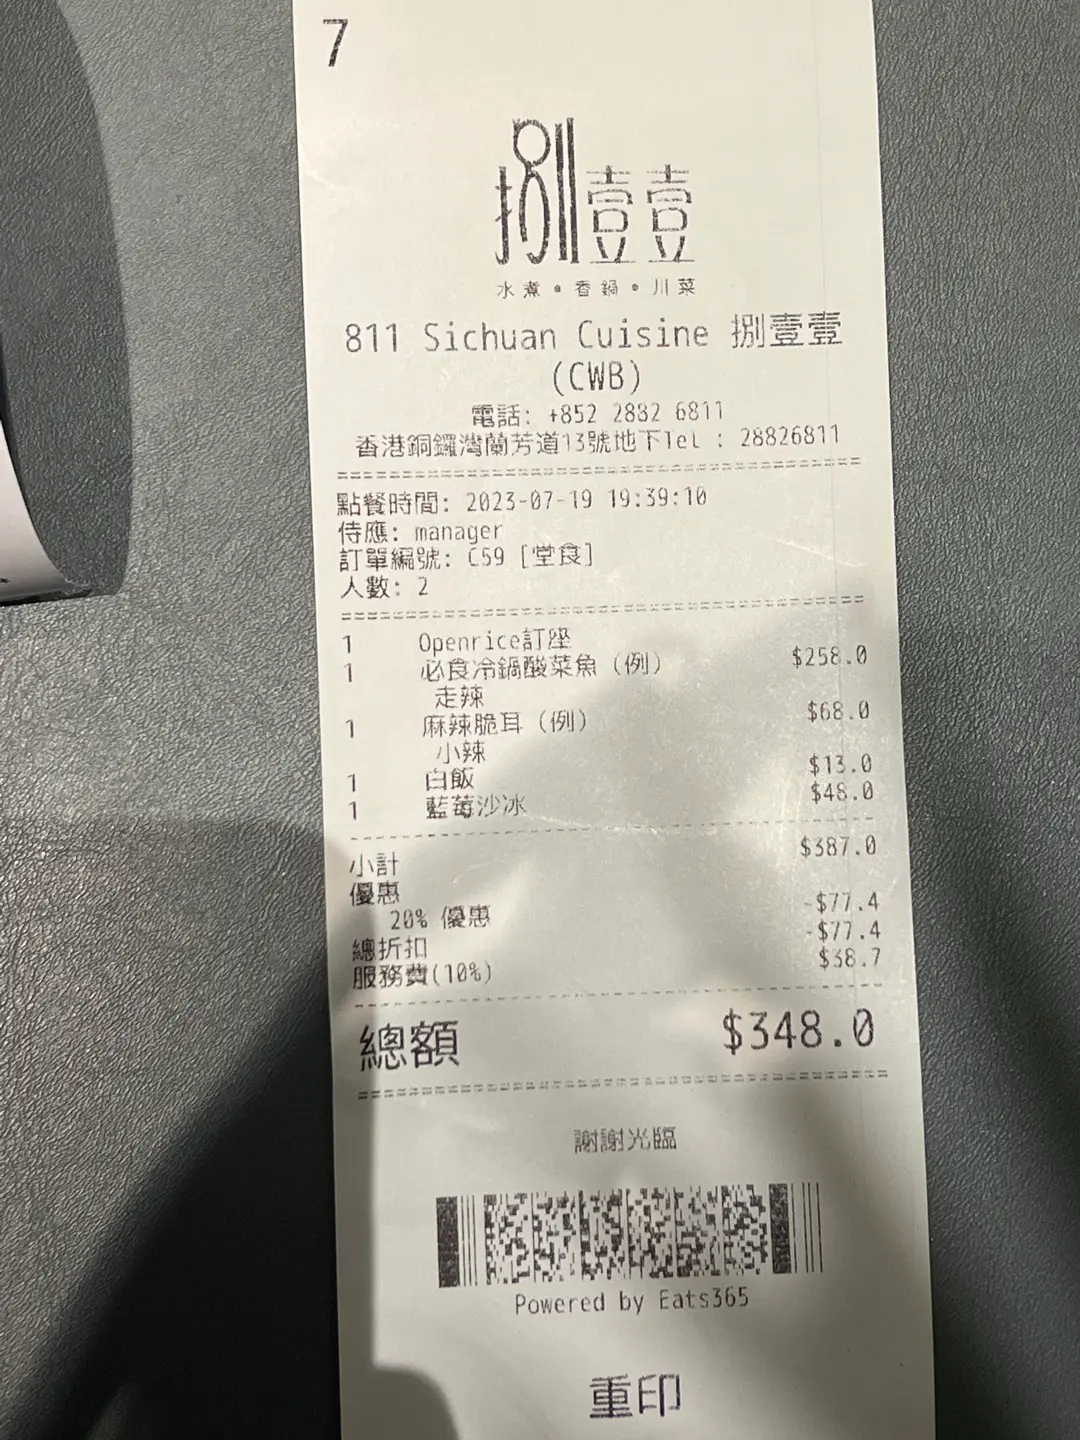 7
捌壹壹
水煮・香鍋・川菜
811 Sichuan Cuisine 捌壹壹
(CWB)
電話: +852 2882 6811
香港銅鑼灣蘭芳道13號地下Tel : 28826811
點餐時間: 2023-07-19 19:39:10
侍應: manager
訂單編號: C59 [堂食]
人數: 2
1 Openrice訂座
1 必食冷鍋酸菜魚（例） $258.0
走辣
1 麻辣脆耳（例） $68.0
小辣
1 白飯 $13.0
1 藍莓沙冰 $48.0
小計 $387.0
優惠
20% 優惠 -$77.4
總折扣 -$77.4
服務費(10%) $38.7
總額 $348.0
謝謝光臨
Powered by Eats365
重印